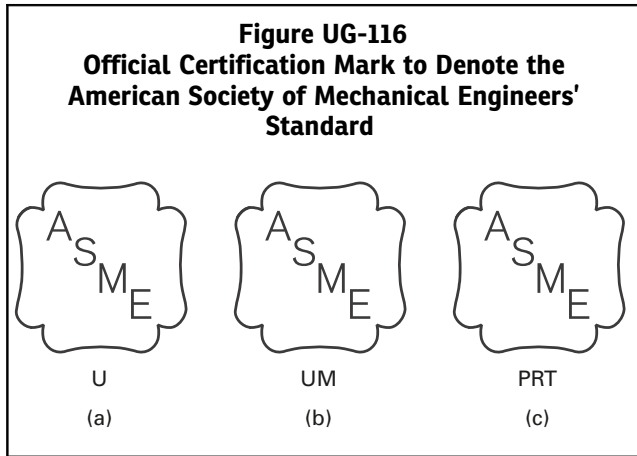 Figure UG-116
Official Certification Mark to Denote the
American Society of Mechanical Engineers'
Standard
ASME ASME ASME
U UM PRT
(a) (b) (c)